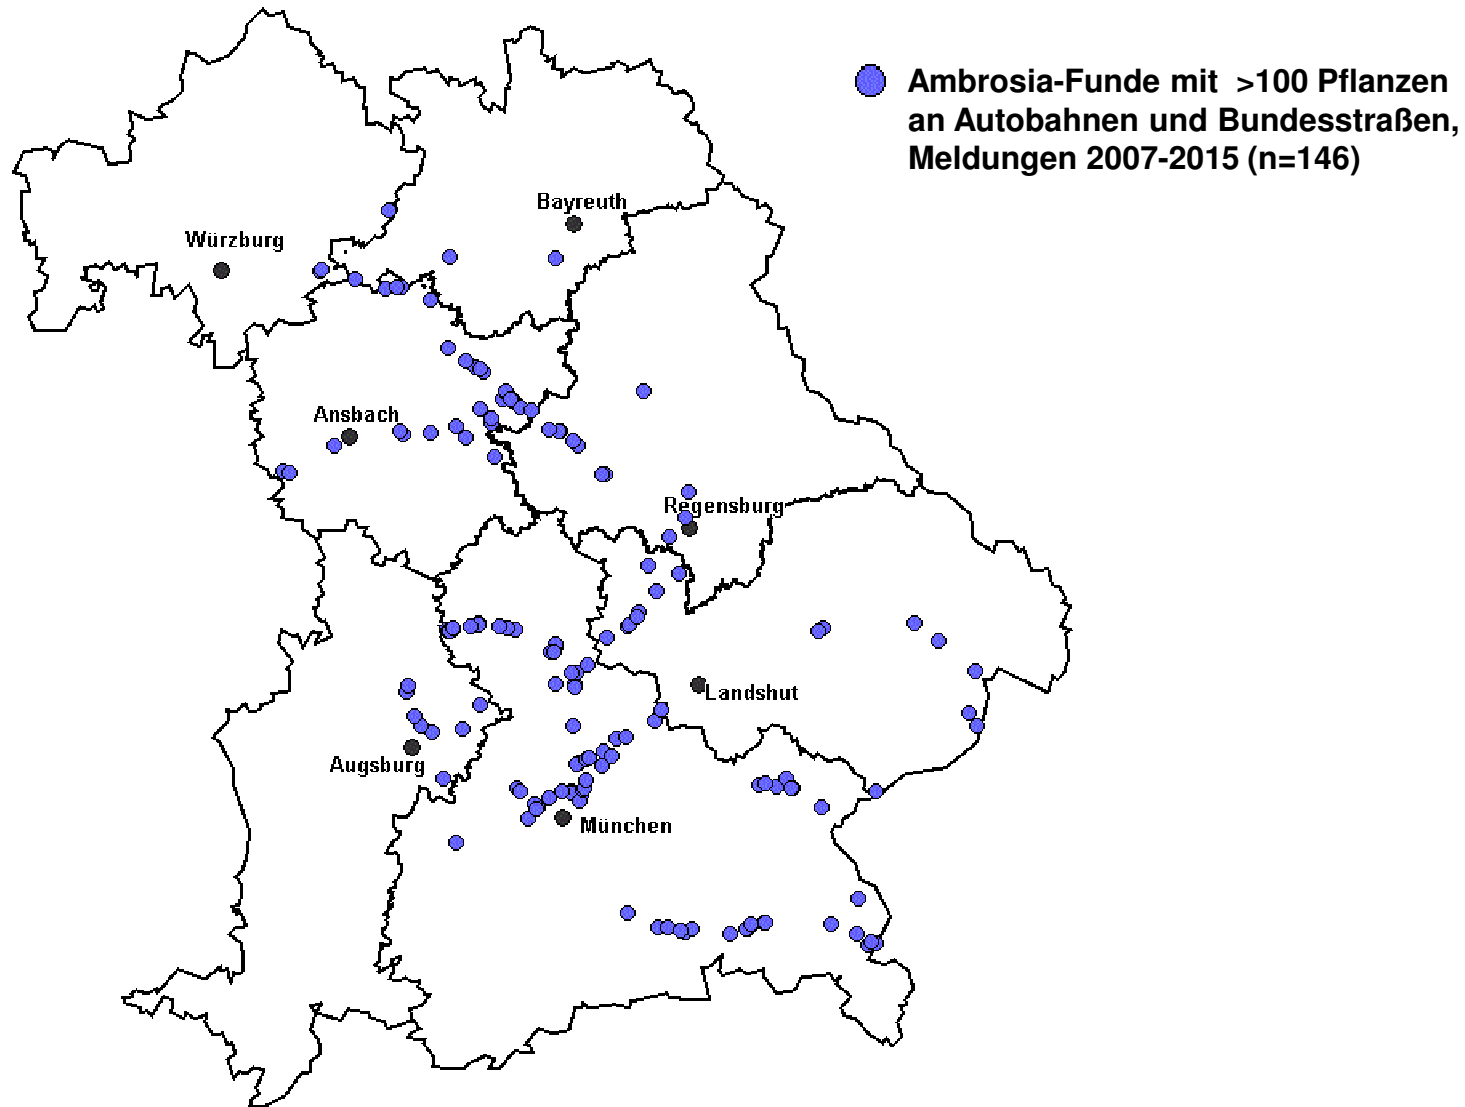 Ambrosia-Funde mit >100 Pflanzen
an Autobahnen und Bundesstraßen,
Meldungen 2007-2015 (n=146)
Bayreuth
Würzburg
Ansbach
Regensburg
Landshut
Augsburg
München